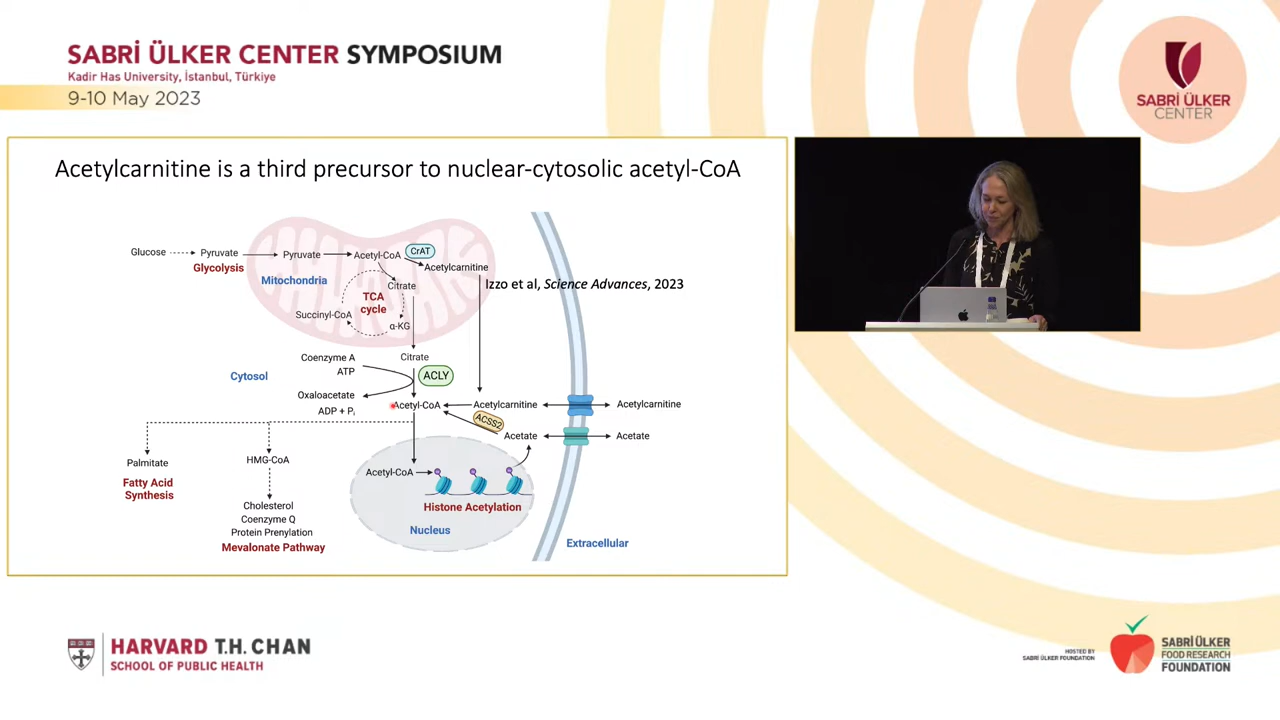 SABRİ ÜLKER CENTER SYMPOSIUM
Kadir Has University, İstanbul, Türkiye
9-10 May 2023
SABRİ ÜLKER
CENTER
Acetylcarnitine is a third precursor to nuclear-cytosolic acetyl-CoA
Glucose
Pyruvate
Glycolysis
Pyruvate
Acetyl-CoA
CrAT
Acetylcarnitine
Mitochondria
Citrate
Izzo et al, Science Advances, 2023
TCA
cycle
Succinyl-CoA
α-KG
Citrate
Coenzyme A
ATP
ACLY
Cytosol
Oxaloacetate
ADP + Pi
Acetyl-CoA
Acetylcarnitine
Acetylcarnitine
ACSS2
Acetate
Acetate
Palmitate
Fatty Acid
Synthesis
HMG-CoA
Cholesterol
Coenzyme Q
Protein Prenylation
Mevalonate Pathway
Acetyl-CoA
Histone Acetylation
Nucleus
Extracellular
HARVARD T.H. CHAN
SCHOOL OF PUBLIC HEALTH
HOSTED BY
SABRI ÜLKER FOUNDATION
SABRİ ÜLKER
FOOD RESEARCH
FOUNDATION